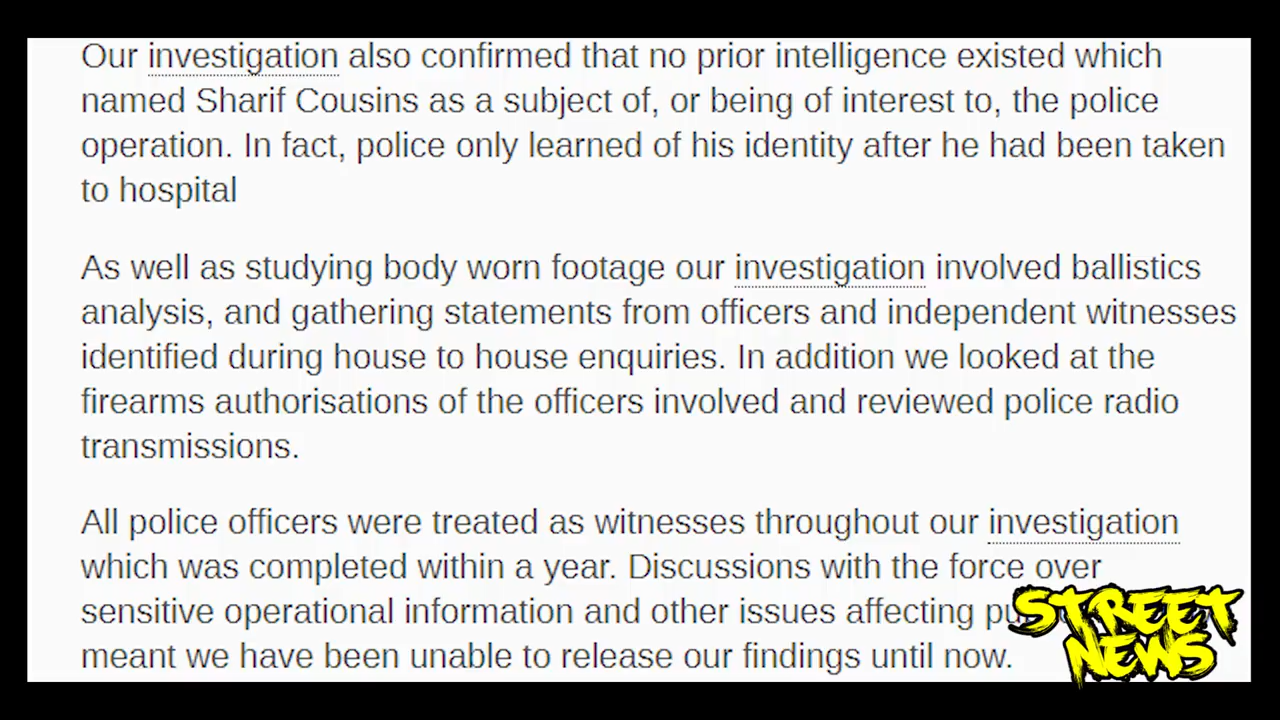 Our investigation also confirmed that no prior intelligence existed which
named Sharif Cousins as a subject of, or being of interest to, the police
operation. In fact, police only learned of his identity after he had been taken
to hospital
As well as studying body worn footage our investigation involved ballistics
analysis, and gathering statements from officers and independent witnesses
identified during house to house enquiries. In addition we looked at the
firearms authorisations of the officers involved and reviewed police radio
transmissions.
All police officers were treated as witnesses throughout our investigation
which was completed within a year. Discussions with the force over
sensitive operational information and other issues affecting
meant we have been unable to release our findings until now.
STREET
NEWS